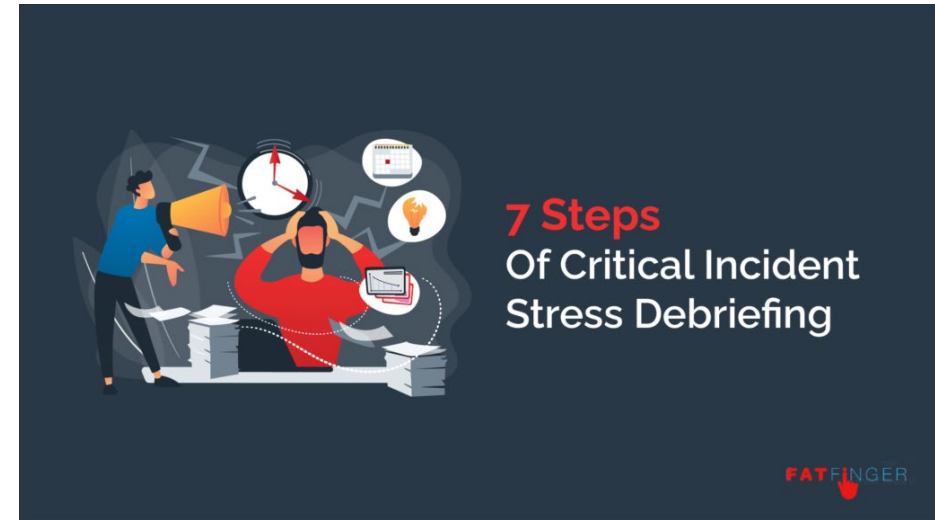 7 Steps
Of Critical Incident
Stress Debriefing
FATFINGER